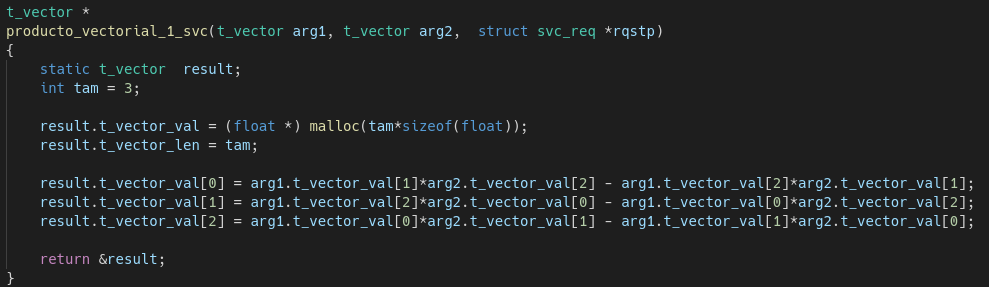 t_vector *
producto_vectorial_1_svc(t_vector arg1, t_vector arg2,  struct svc_req *rqstp)
{
    static t_vector  result;
    int tam = 3;

    result.t_vector_val = (float *) malloc(tam*sizeof(float));
    result.t_vector_len = tam;

    result.t_vector_val[0] = arg1.t_vector_val[1]*arg2.t_vector_val[2] - arg1.t_vector_val[2]*arg2.t_vector_val[1];
    result.t_vector_val[1] = arg1.t_vector_val[2]*arg2.t_vector_val[0] - arg1.t_vector_val[0]*arg2.t_vector_val[2];
    result.t_vector_val[2] = arg1.t_vector_val[0]*arg2.t_vector_val[1] - arg1.t_vector_val[1]*arg2.t_vector_val[0];

    return &result;
}